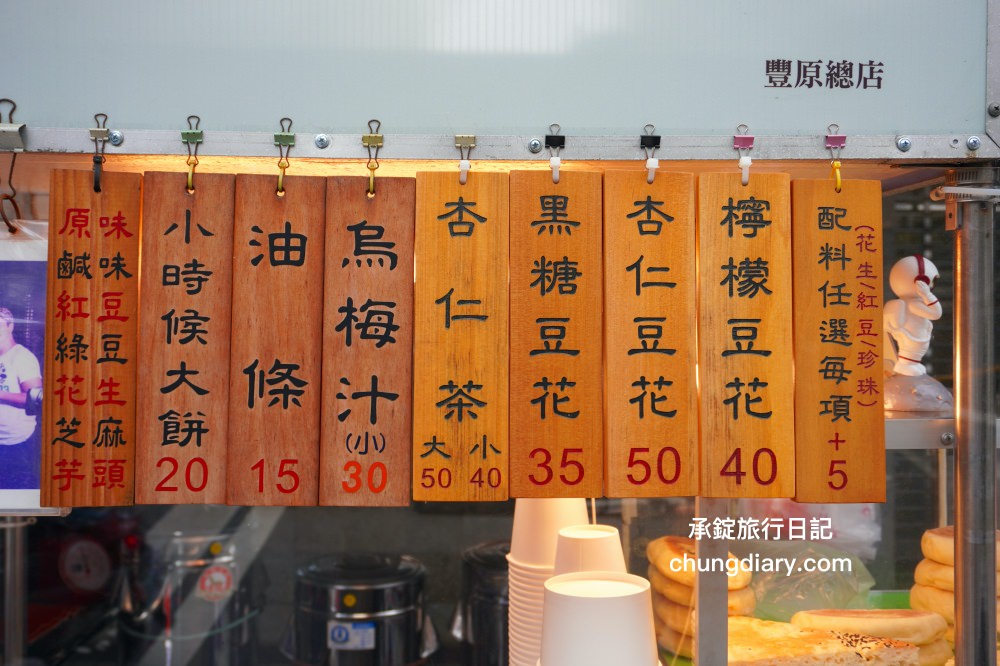 豐原總店
原味
鹹味
紅豆
綠豆
花生
芝麻
芋頭
小時候大餅
20
油條
15
烏梅汁
(小)
30
杏仁茶
大 小
50 40
黑糖豆花
35
杏仁豆花
50
檸檬豆花
40
(花生/紅豆/珍珠)
配料任選每項
+5
承錠旅行日記
chungdiary.com